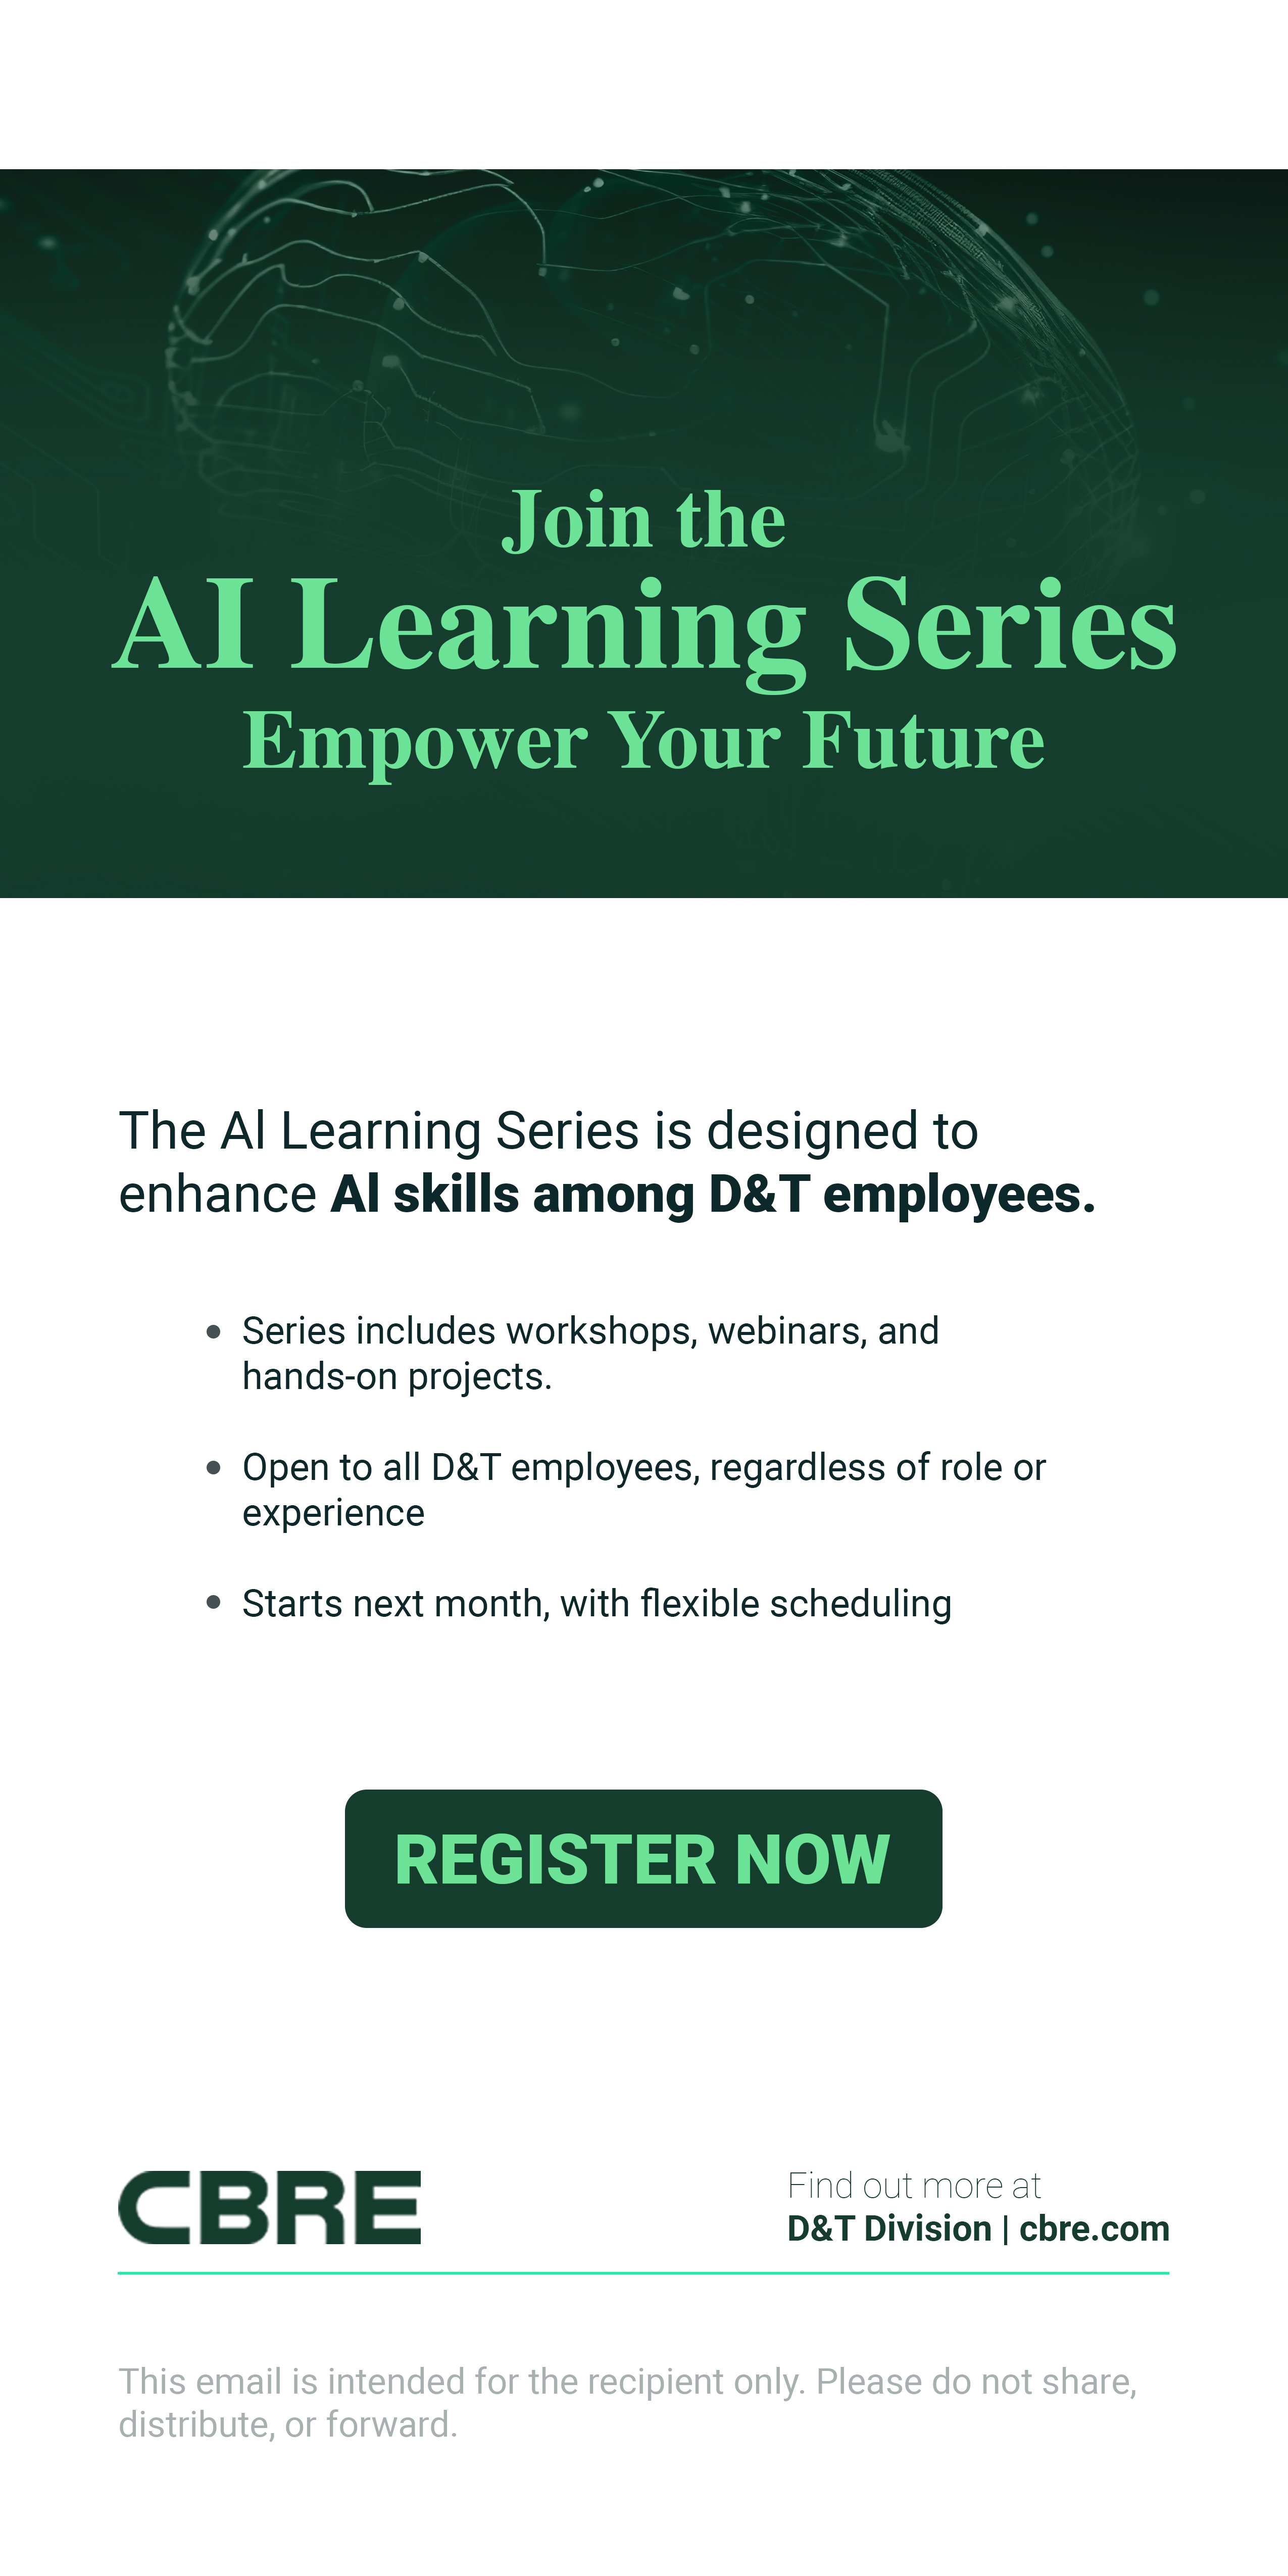 Join the
AI Learning Series
Empower Your Future
The AI Learning Series is designed to
enhance AI skills among D&T employees.
• Series includes workshops, webinars, and
hands-on projects.
• Open to all D&T employees, regardless of role or
experience
• Starts next month, with flexible scheduling
REGISTER NOW
CBRE
Find out more at
D&T Division | cbre.com
This email is intended for the recipient only. Please do not share,
distribute, or forward.